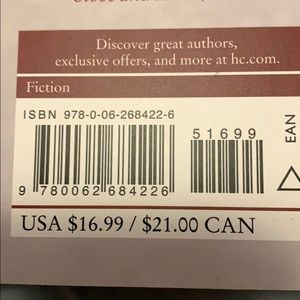 Discover great authors,
exclusive offers, and more at hc.com.
Fiction
ISBN 978-0-06-268422-6
51699
EAN
9 780062 684226
USA $16.99 / $21.00 CAN